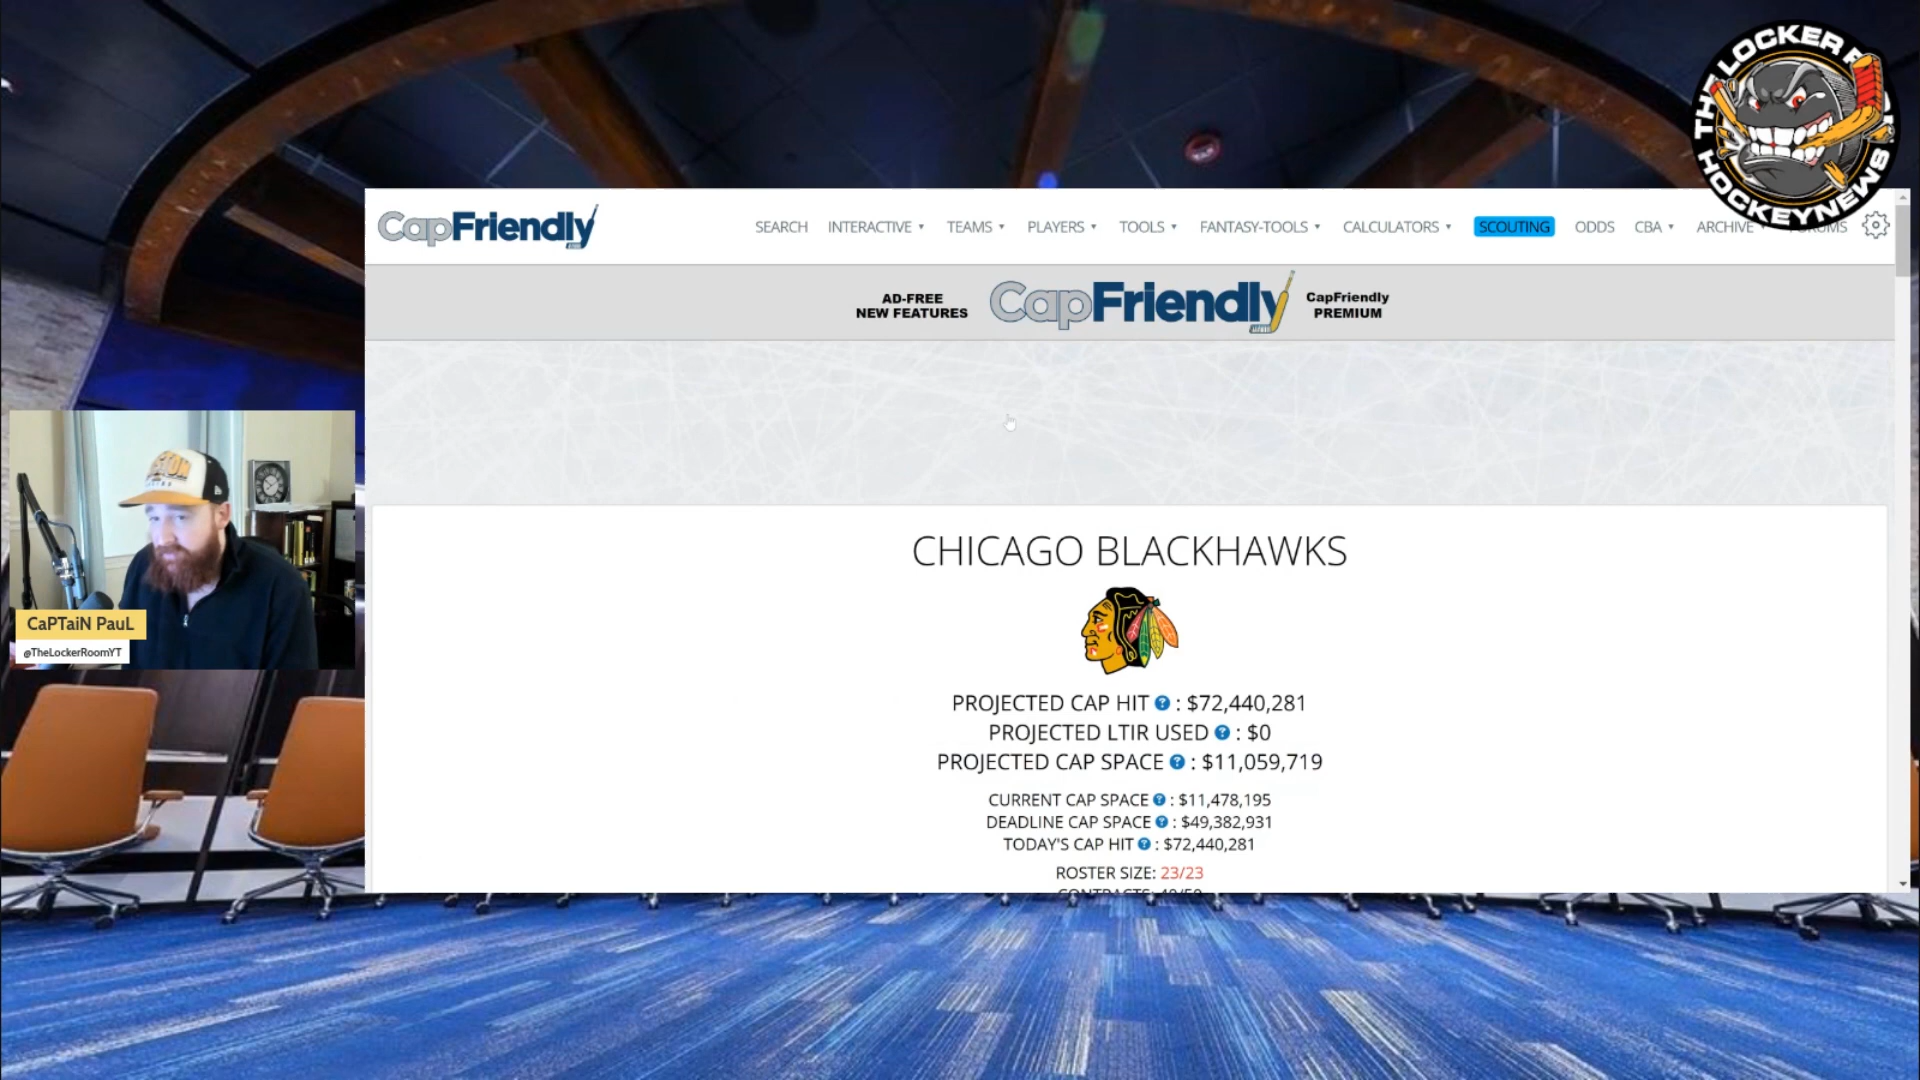 THE LOCKER
HOCKEYNEWS
CapFriendly
SEARCH INTERACTIVE TEAMS PLAYERS TOOLS FANTASY-TOOLS CALCULATORS SCOUTING ODDS CBA ARCHIVE
AD-FREE
NEW FEATURES
CapFriendly
CapFriendly
PREMIUM
CHICAGO BLACKHAWKS
PROJECTED CAP HIT ? : $72,440,281
PROJECTED LTIR USED ? : $0
PROJECTED CAP SPACE ? : $11,059,719
CURRENT CAP SPACE ? : $11,478,195
DEADLINE CAP SPACE ? : $49,382,931
TODAY'S CAP HIT ? : $72,440,281
ROSTER SIZE: 23/23
CaPTaiN PauL
@TheLockerRoomYT